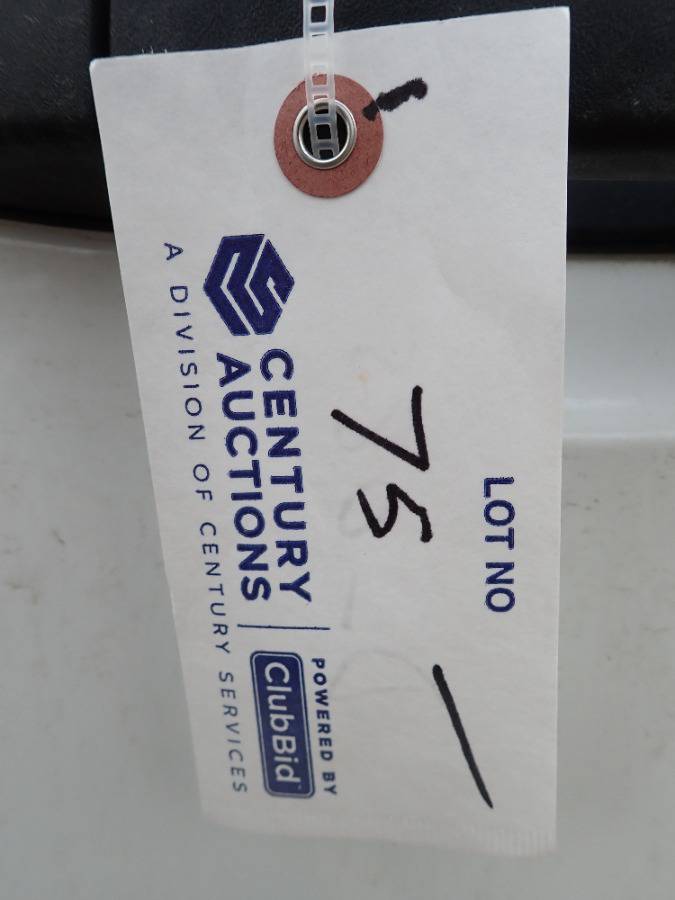 LOT NO
75
CENTURY
AUCTIONS
A DIVISION OF CENTURY SERVICES
POWERED BY
ClubBid